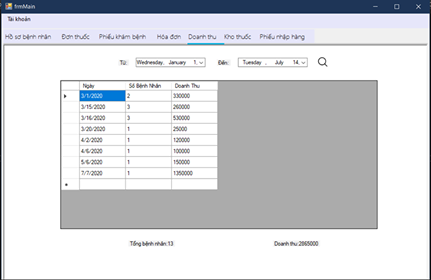 frmMain
Tài khoản
Hồ sơ bệnh nhân Đơn thuốc Phiếu khám bệnh Hóa đơn Doanh thu Kho thuốc Phiếu nhập hàng
Từ: Wednesday, January 1, Đến: Tuesday , July 14,
Ngày Số Bệnh Nhân Doanh Thu
3/1/2020 2 330000
3/15/2020 3 260000
3/16/2020 3 530000
3/20/2020 1 25000
4/2/2020 1 120000
4/6/2020 1 100000
5/6/2020 1 150000
7/7/2020 1 1350000
Tổng bệnh nhân:13 Doanh thu:2865000